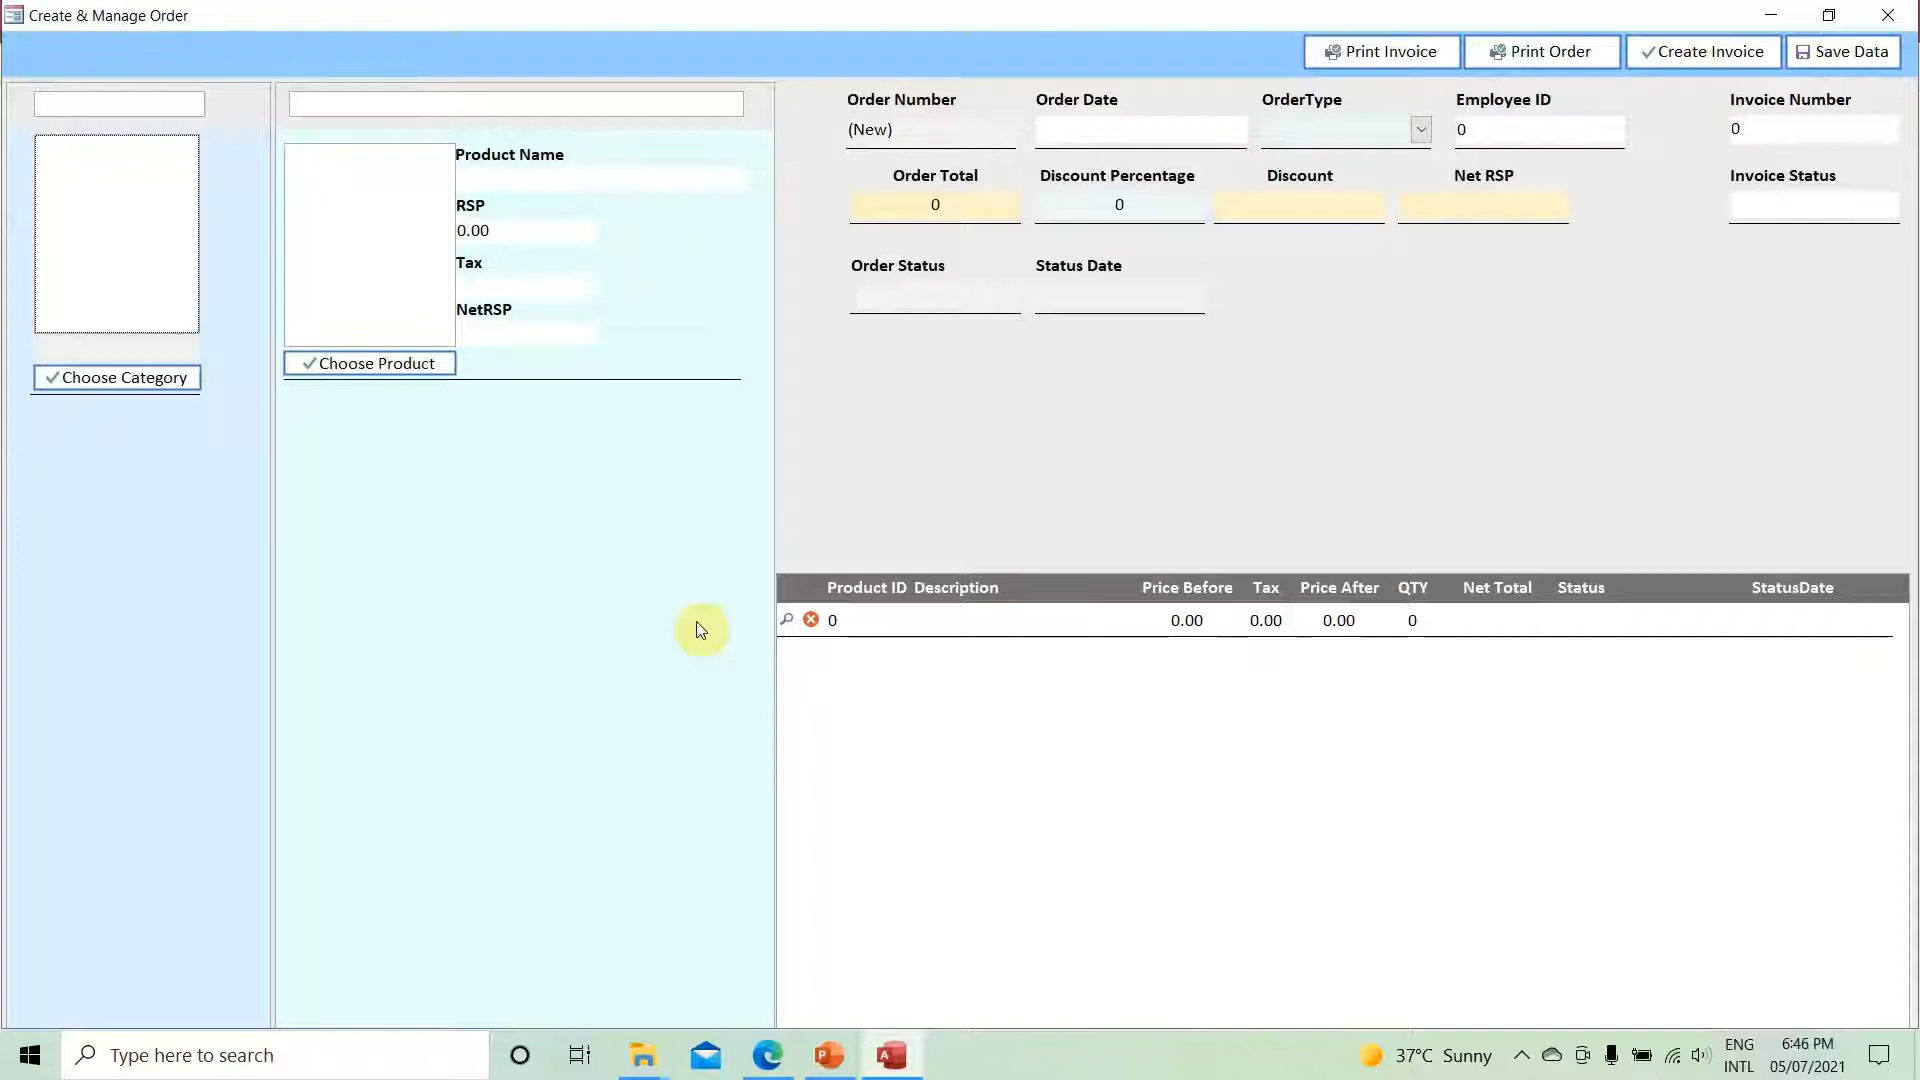 Create & Manage Order
Print Invoice
Print Order
Create Invoice
Save Data
Choose Category
Product Name
RSP
0.00
Tax
NetRSP
Choose Product
Order Number
Order Date
OrderType
Employee ID
Invoice Number
(New)
0
0
Order Total
Discount Percentage
Discount
Net RSP
Invoice Status
0
0
Order Status
Status Date
Product ID Description Price Before Tax Price After QTY Net Total Status StatusDate
0 0.00 0.00 0.00 0
Type here to search
P
A
37°C Sunny
ENG
INTL
6:46 PM
05/07/2021